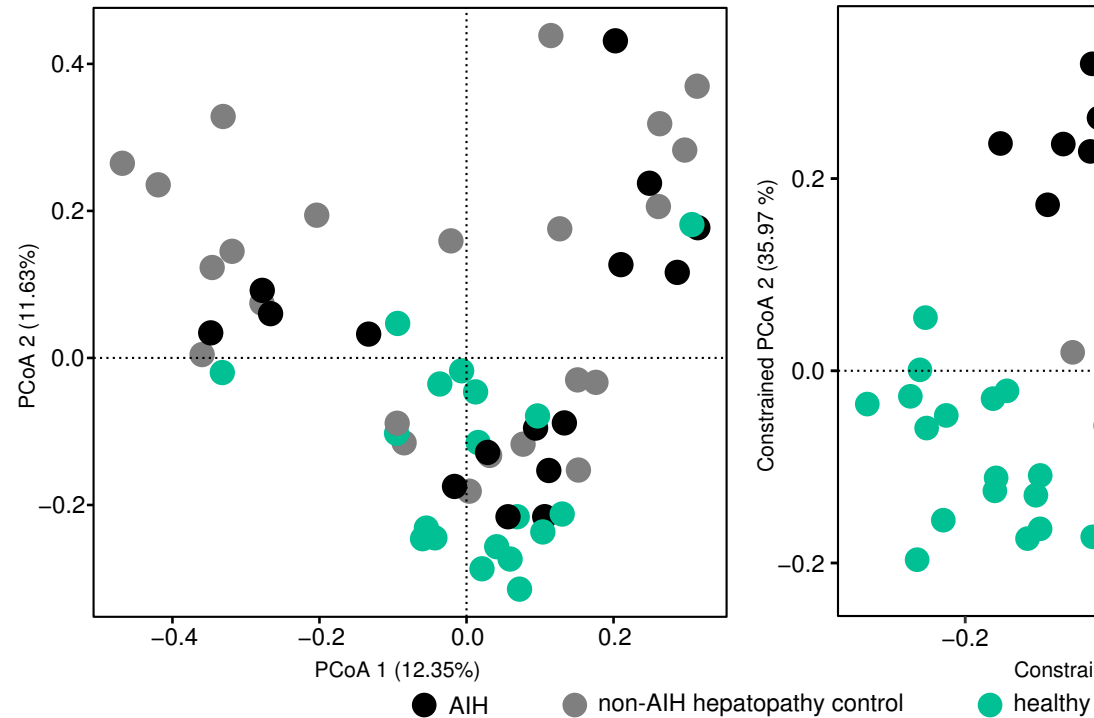 0.4
0.2
0.0
−0.2
PCoA 2 (11.63%)
−0.4
−0.2
0.0
0.2
PCoA 1 (12.35%)
0.2
0.0
−0.2
Constrained PCoA 2 (35.97 %)
−0.2
Constrai
AIH
non-AIH hepatopathy control
healthy